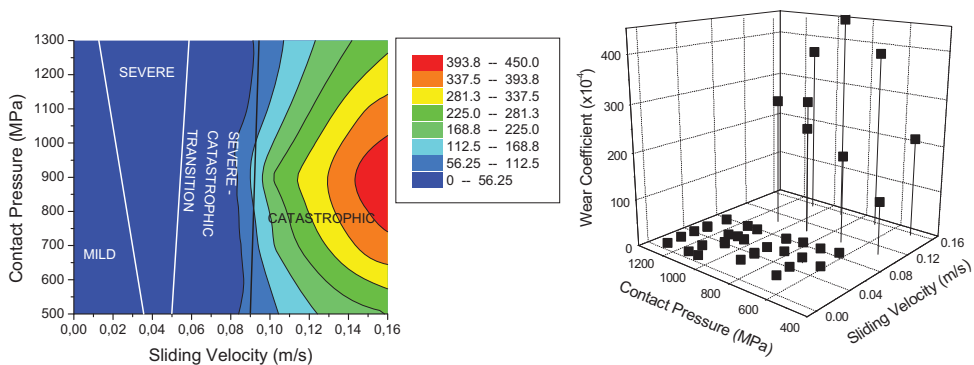 1300
1200
1100
1000
900
800
700
600
500
Contact Pressure (MPa)
SEVERE
MILD
SEVERE -
CATASTROPHIC
TRANSITION
CATASTROPHIC
0,00 0,02 0,04 0,06 0,08 0,10 0,12 0,14 0,16
Sliding Velocity (m/s)
393.8 -- 450.0
337.5 -- 393.8
281.3 -- 337.5
225.0 -- 281.3
168.8 -- 225.0
112.5 -- 168.8
56.25 -- 112.5
0 -- 56.25
400
300
200
100
0
Wear Coefficient (x10-4)
1200
1000
800
600
400
Contact Pressure (MPa)
0.00
0.04
0.08
0.12
0.16
Sliding Velocity (m/s)